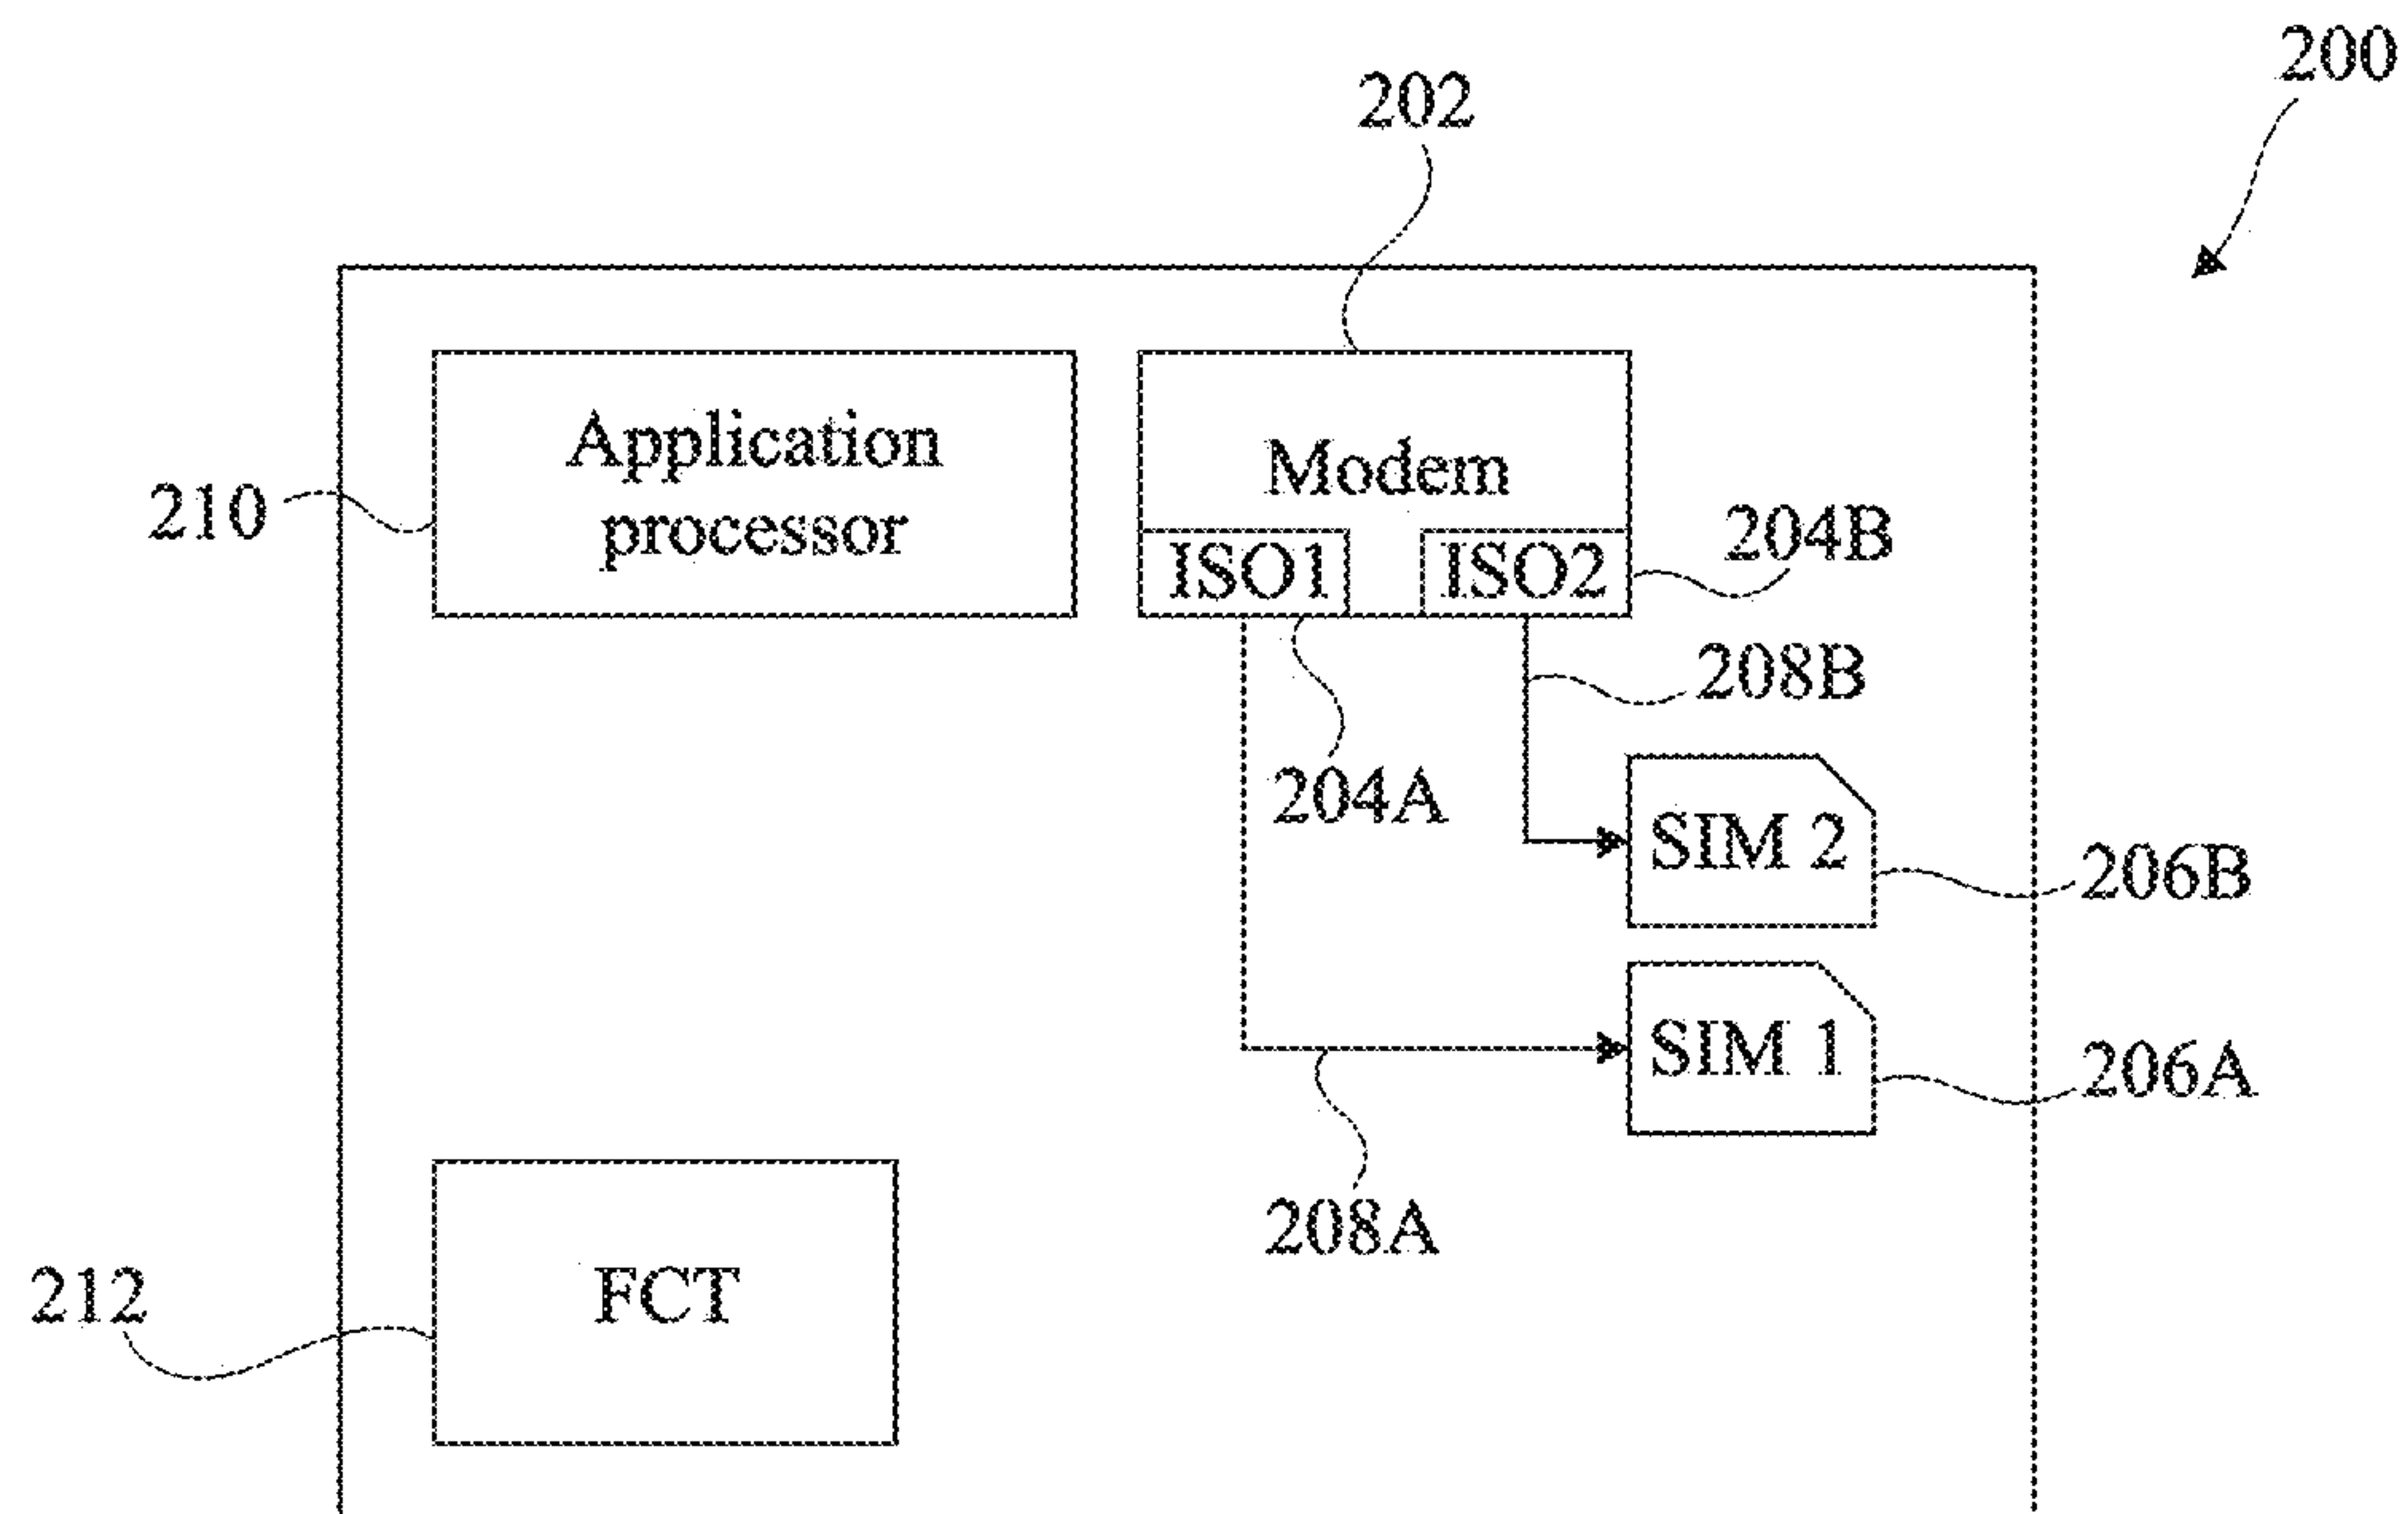 200
202
Application
processor
210
Modem
ISO1
ISO2
204B
208B
204A
SIM 2
206B
SIM 1
206A
208A
FCT
212